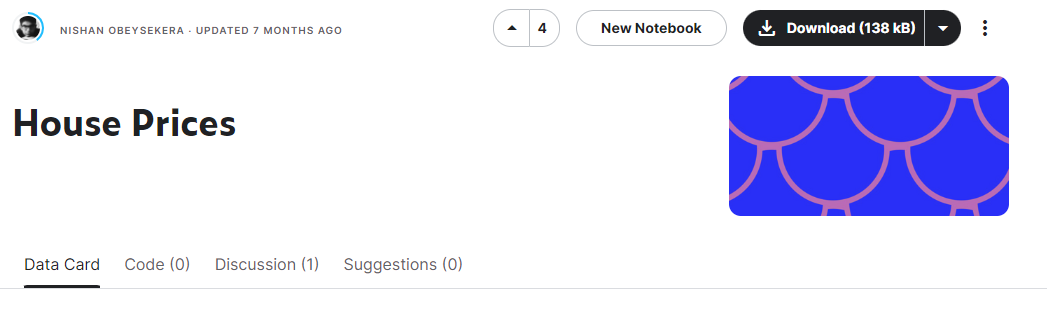 NISHAN OBEYSEKERA · UPDATED 7 MONTHS AGO
4
New Notebook
Download (138 kB)
House Prices
Data Card Code (0) Discussion (1) Suggestions (0)